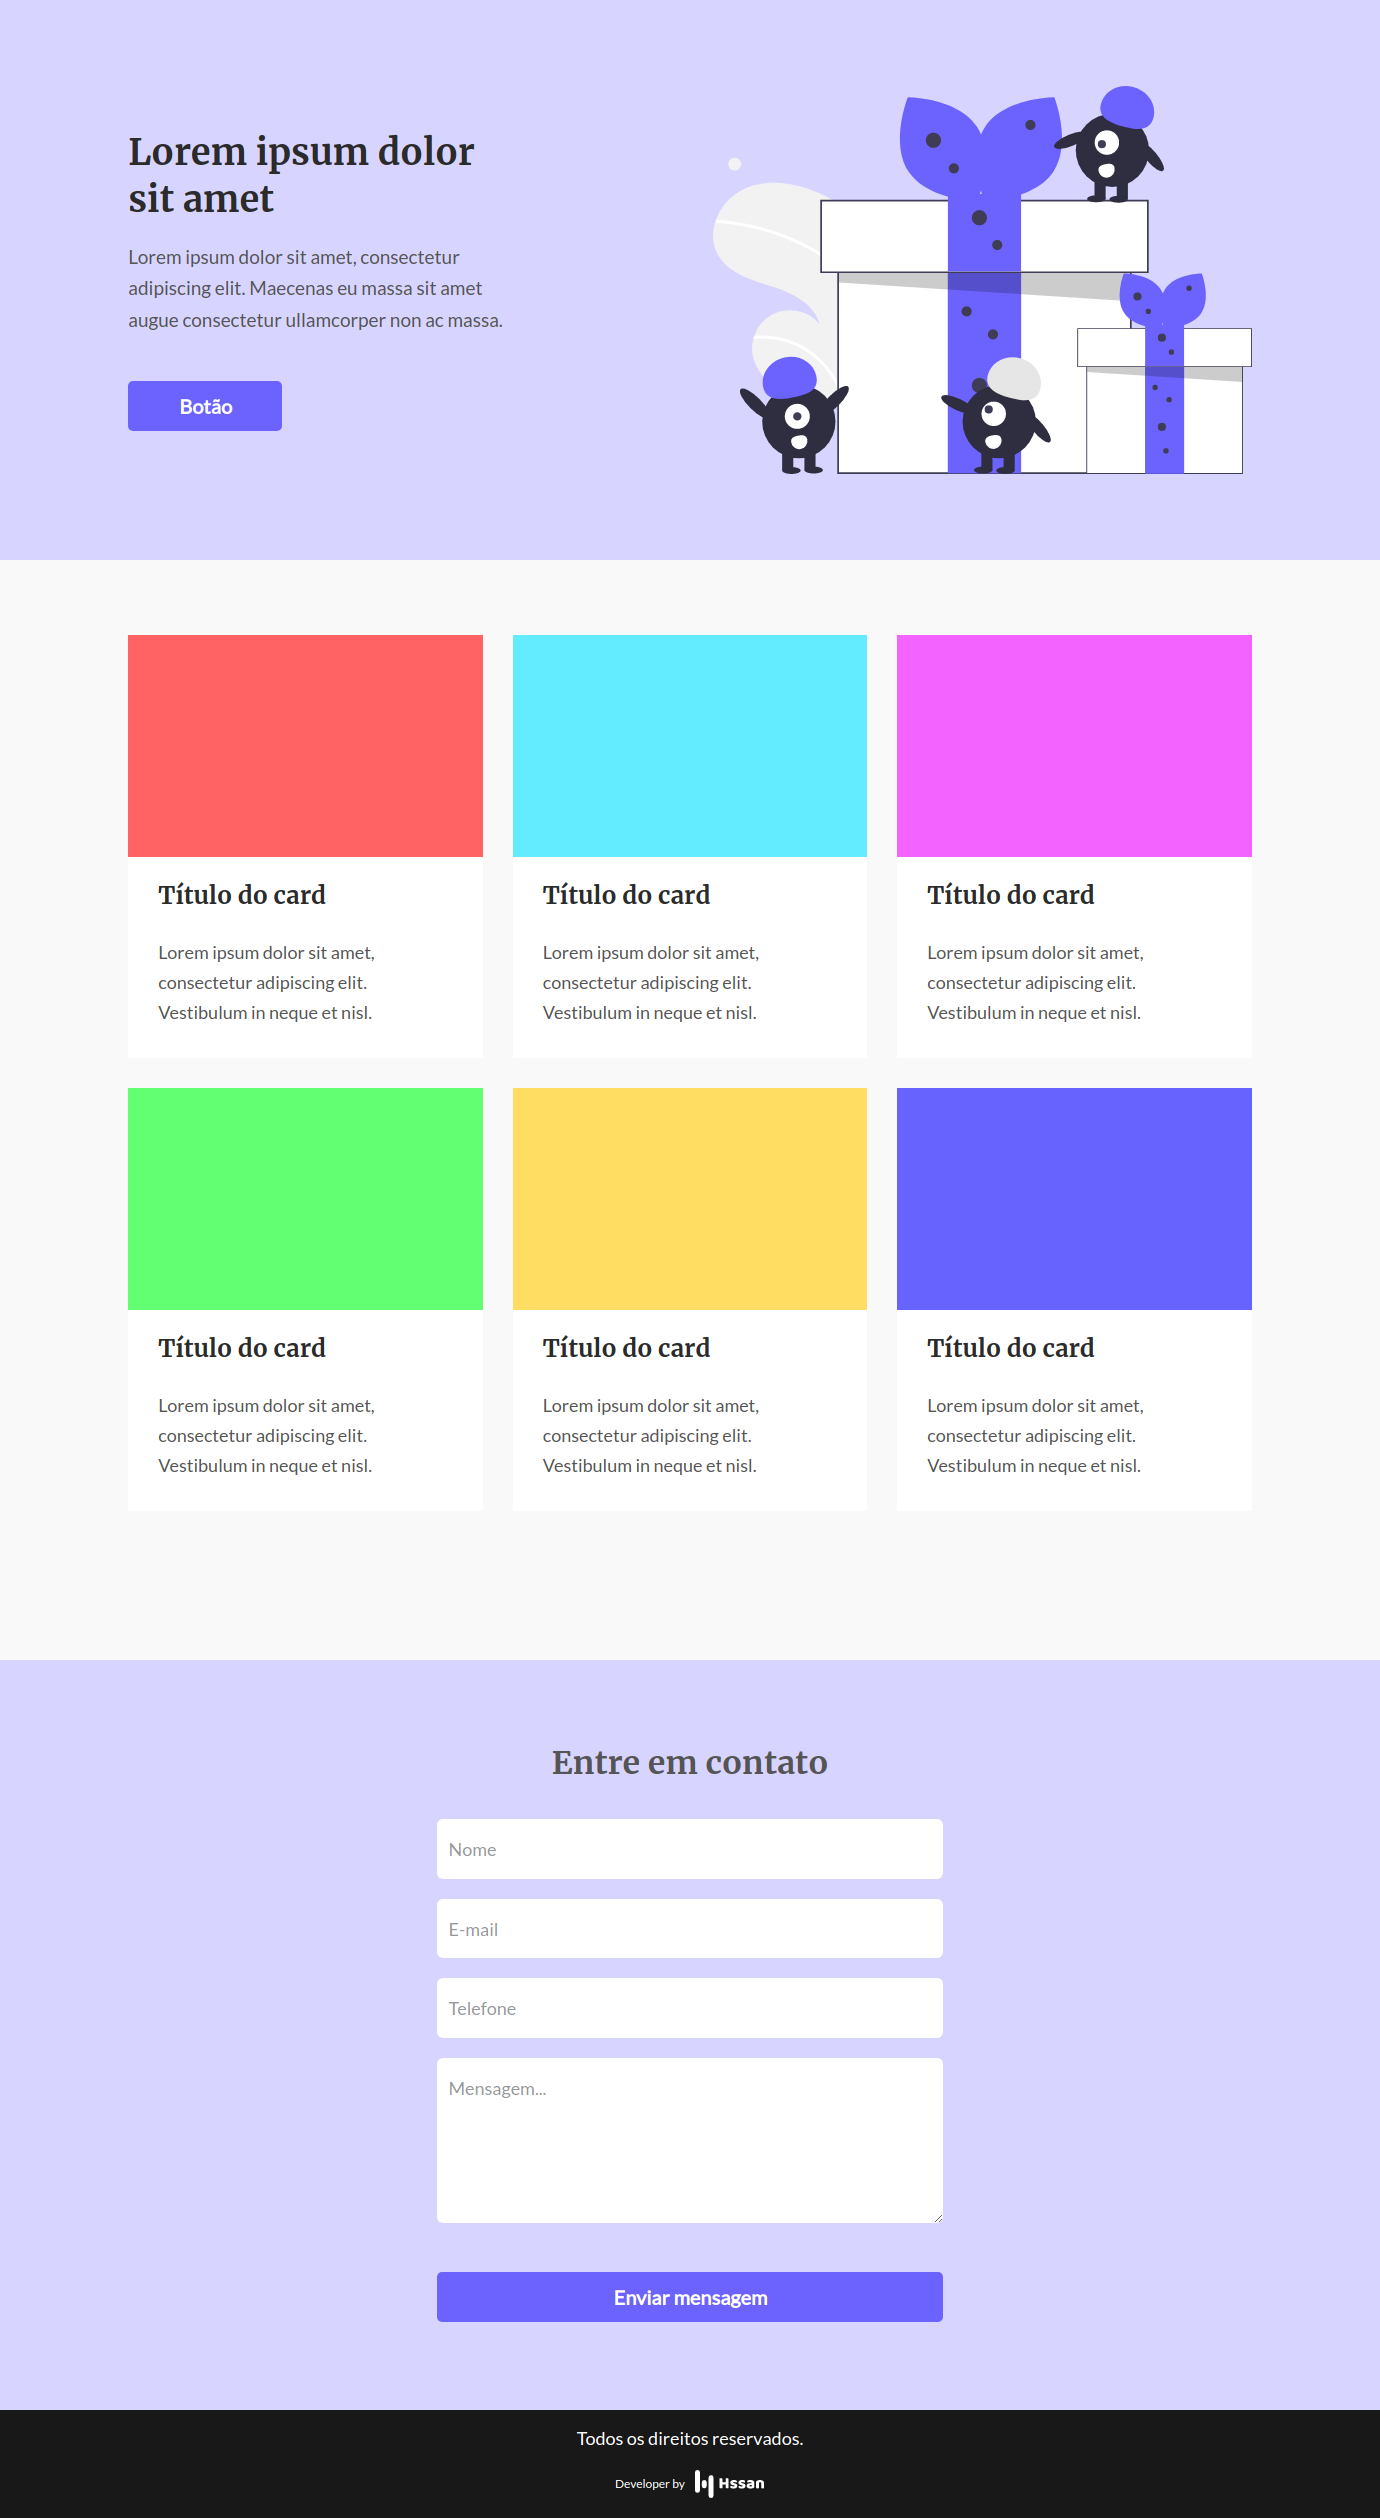 Lorem ipsum dolor
sit amet
Lorem ipsum dolor sit amet, consectetur
adipiscing elit. Maecenas eu massa sit amet
augue consectetur ullamcorper non ac massa.
Botão
Título do card
Lorem ipsum dolor sit amet,
consectetur adipiscing elit.
Vestibulum in neque et nisl.
Título do card
Lorem ipsum dolor sit amet,
consectetur adipiscing elit.
Vestibulum in neque et nisl.
Título do card
Lorem ipsum dolor sit amet,
consectetur adipiscing elit.
Vestibulum in neque et nisl.
Título do card
Lorem ipsum dolor sit amet,
consectetur adipiscing elit.
Vestibulum in neque et nisl.
Título do card
Lorem ipsum dolor sit amet,
consectetur adipiscing elit.
Vestibulum in neque et nisl.
Título do card
Lorem ipsum dolor sit amet,
consectetur adipiscing elit.
Vestibulum in neque et nisl.
Entre em contato
Nome
E-mail
Telefone
Mensagem...
Enviar mensagem
Todos os direitos reservados.
Developer by Hssan